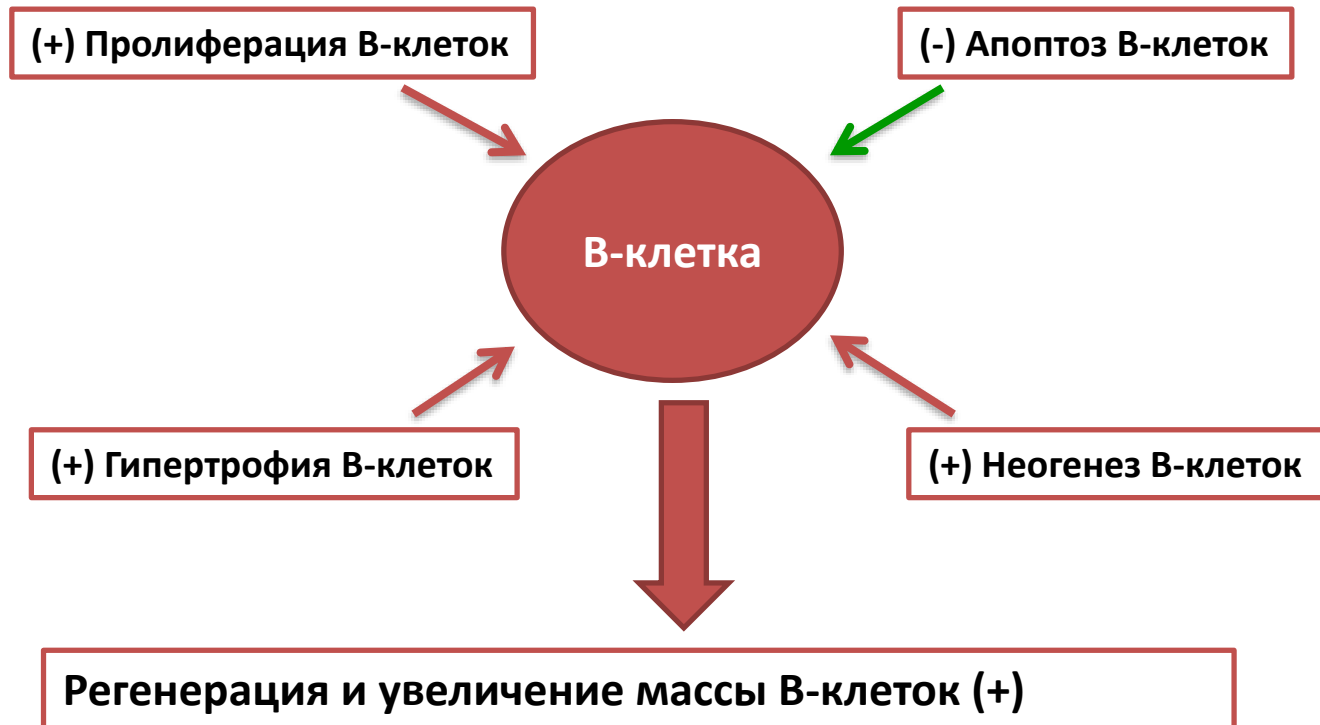 (+) Пролиферация В-клеток
(-) Апоптоз В-клеток
В-клетка
(+) Гипертрофия В-клеток
(+) Неогенез В-клеток
Регенерация и увеличение массы В-клеток (+)